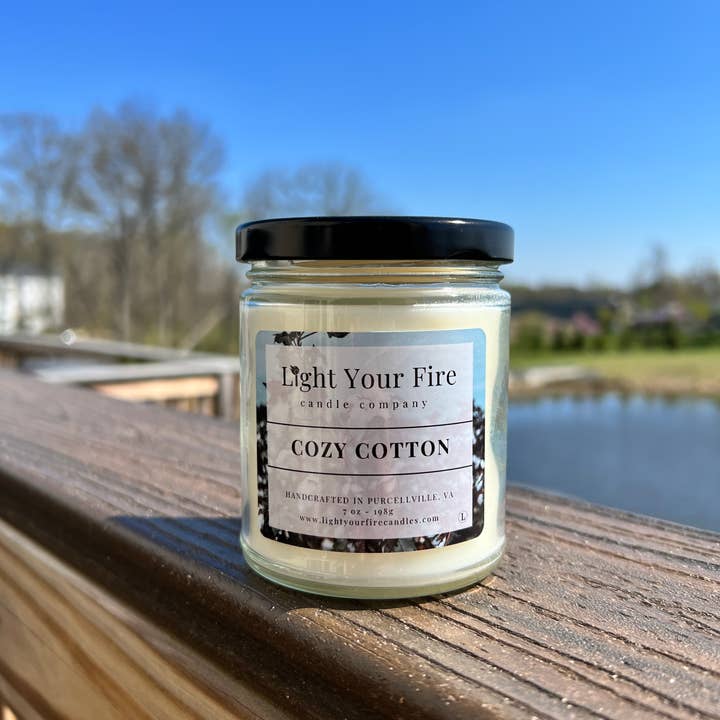 Light Your Fire
candle company
COZY COTTON
HANDCRAFTED IN PURCELLVILLE, VA
7 oz - 198g
www.lightyourfirecandles.com
L